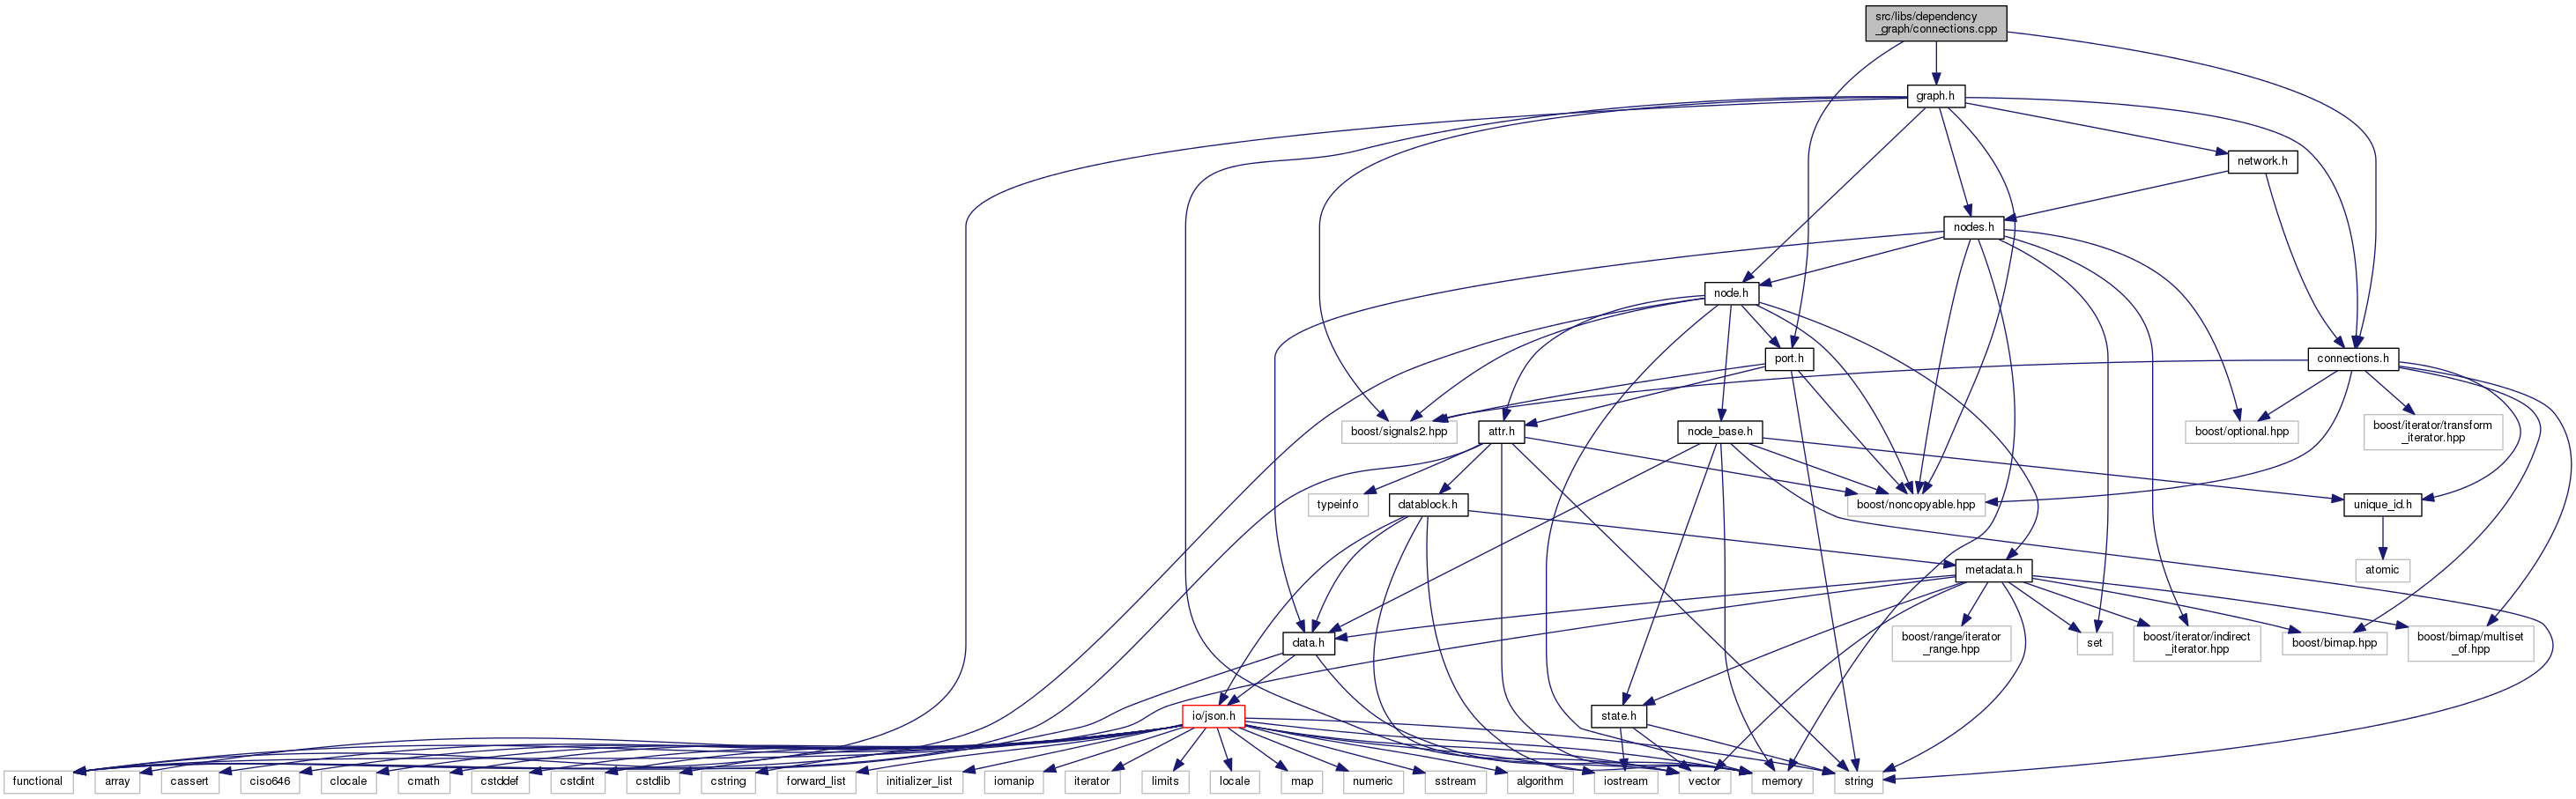 src/libs/dependency
_graph/connections.cpp
graph.h
network.h
nodes.h
node.h
port.h
connections.h
boost/signals2.hpp
attr.h
node_base.h
boost/optional.hpp
boost/iterator/transform
_iterator.hpp
typeinfo
datablock.h
boost/noncopyable.hpp
unique_id.h
metadata.h
atomic
data.h
boost/range/iterator
_range.hpp
set
boost/iterator/indirect
_iterator.hpp
boost/bimap.hpp
boost/bimap/multiset
_of.hpp
io/json.h
state.h
functional
array
cassert
ciso646
clocale
cmath
cstddef
cstdint
cstdlib
cstring
forward_list
initializer_list
iomanip
iterator
limits
locale
map
numeric
sstream
algorithm
iostream
vector
memory
string